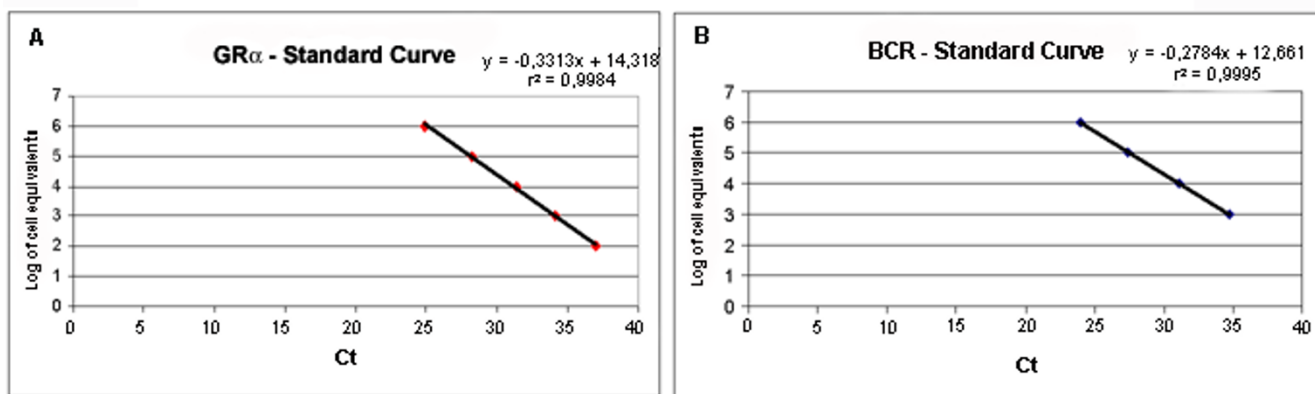 A
GRα - Standard Curve
y = -0,3313x + 14,318
r² = 0,9984
Log of cell equivalents
7
6
5
4
3
2
1
0
0 5 10 15 20 25 30 35 40
Ct
B
BCR - Standard Curve
y = -0,2784x + 12,661
r² = 0,9995
Log of cell equivalents
7
6
5
4
3
2
1
0
0 5 10 15 20 25 30 35 40
Ct